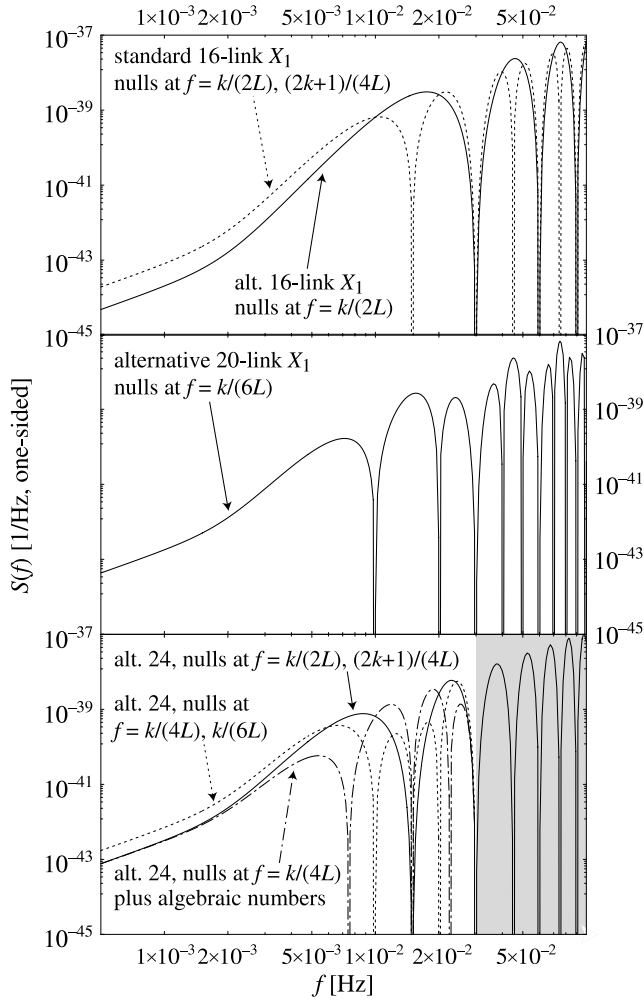 1×10⁻³ 2×10⁻³ 5×10⁻³ 1×10⁻² 2×10⁻² 5×10⁻²
10⁻³⁷
standard 16-link X₁
nulls at f = k/(2L), (2k+1)/(4L)
10⁻³⁹
10⁻⁴¹
10⁻⁴³
alt. 16-link X₁
nulls at f = k/(2L)
10⁻⁴⁵
10⁻³⁷
alternative 20-link X₁
nulls at f = k/(6L)
10⁻³⁹
10⁻⁴¹
10⁻⁴³
10⁻⁴⁵
S(f) [1/Hz, one-sided]
10⁻³⁷
alt. 24, nulls at f = k/(2L), (2k+1)/(4L)
10⁻³⁹
alt. 24, nulls at
f = k/(4L), k/(6L)
10⁻⁴¹
10⁻⁴³
alt. 24, nulls at f = k/(4L)
plus algebraic numbers
10⁻⁴⁵
1×10⁻³ 2×10⁻³ 5×10⁻³ 1×10⁻² 2×10⁻² 5×10⁻²
f [Hz]